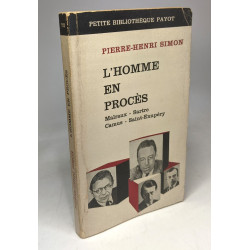 PETITE BIBLIOTHÈQUE PAYOT
PIERRE-HENRI SIMON
L'HOMME
EN
PROCÈS
Malraux - Sartre
Camus - Saint-Exupéry